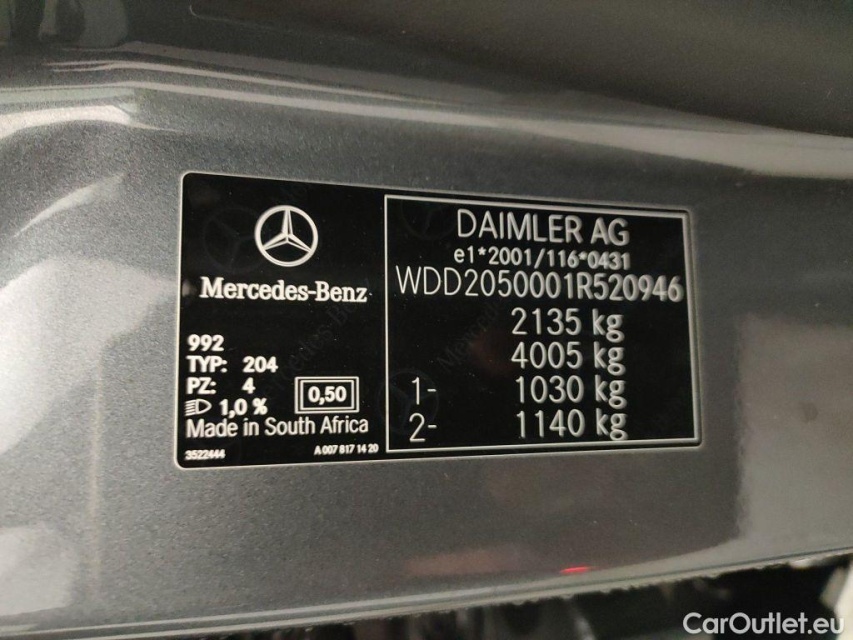 Mercedes-Benz
992
TYP: 204
PZ: 4
1,0 %
0,50
Made in South Africa
3522444
A 007 817 14 20
DAIMLER AG
e1*2001/116*0431
WDD2050001R520946
2135 kg
4005 kg
1- 1030 kg
2- 1140 kg
CarOutlet.eu